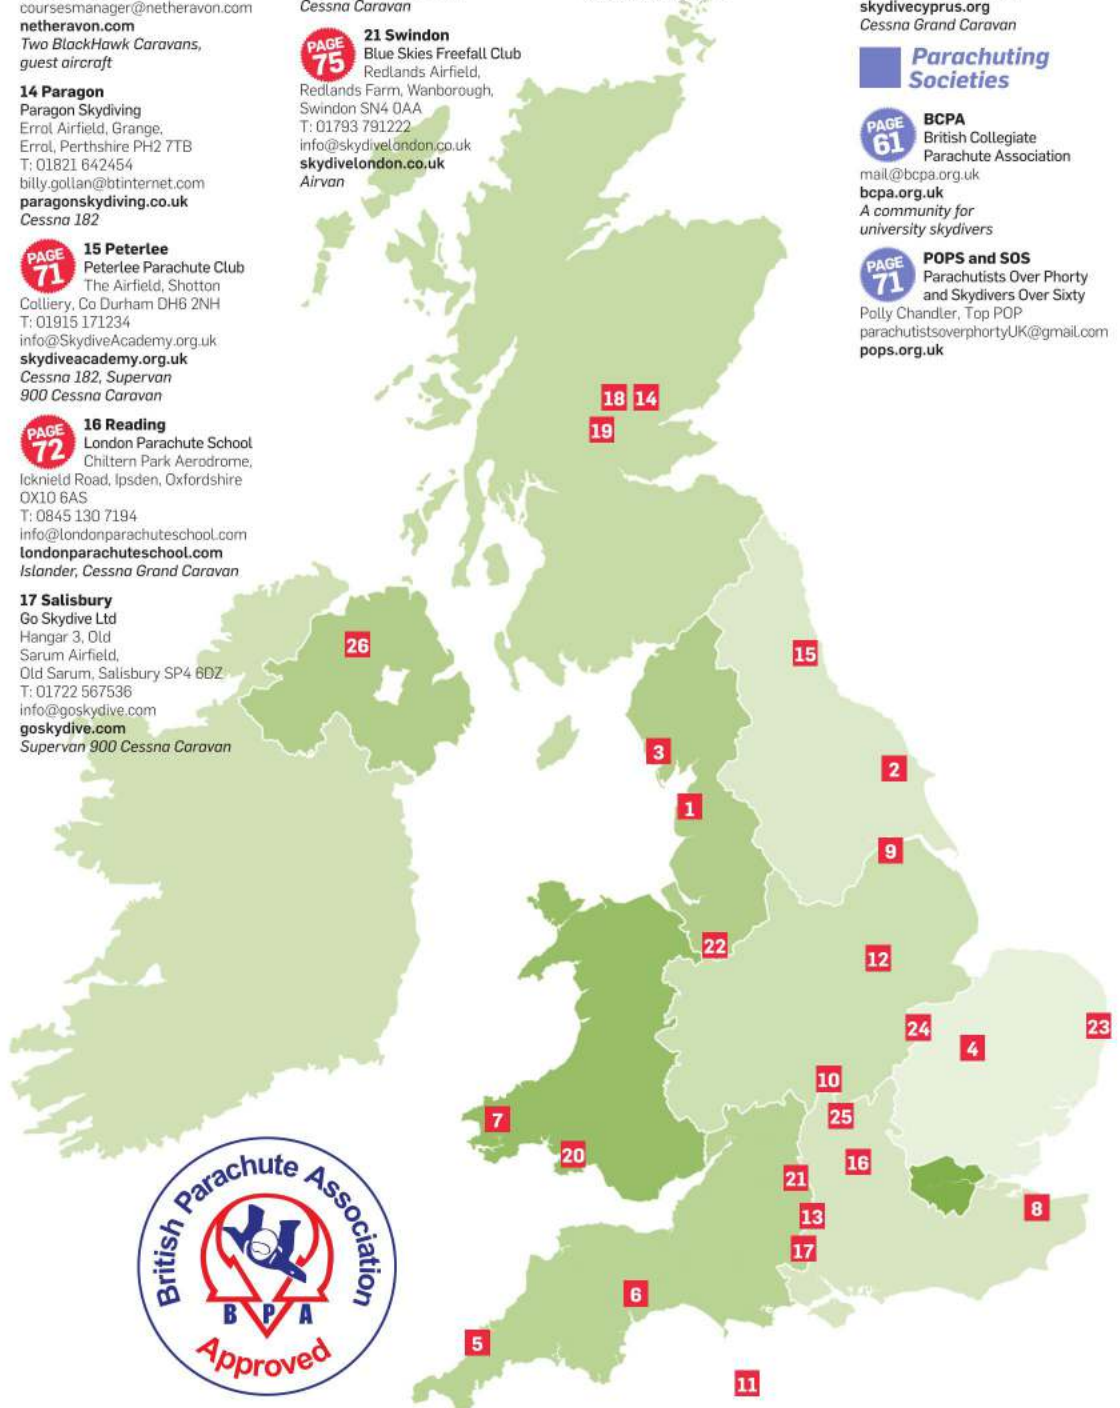 coursesmanager@netheravon.com
netheravon.com
Two BlackHawk Caravans,
guest aircraft
14 Paragon
Paragon Skydiving
Errol Airfield, Grange,
Errol, Perthshire PH2 7TB
T: 01821 642454
billy.gollan@btinternet.com
paragonskydiving.co.uk
Cessna 182
PAGE
71
15 Peterlee
Peterlee Parachute Club
The Airfield, Shotton
Colliery, Co Durham DH6 2NH
T: 01915 171234
info@SkydiveAcademy.org.uk
skydiveacademy.org.uk
Cessna 182, Supervan
900 Cessna Caravan
PAGE
72
16 Reading
London Parachute School
Chiltern Park Aerodrome,
Icknield Road, Ipsden, Oxfordshire
OX10 6AS
T: 0845 130 7194
info@londonparachuteschool.com
londonparachuteschool.com
Islander, Cessna Grand Caravan
17 Salisbury
Go Skydive Ltd
Hangar 3, Old
Sarum Airfield,
Old Sarum, Salisbury SP4 6DZ
T: 01722 567536
info@goskydive.com
goskydive.com
Supervan 900 Cessna Caravan
Cessna Caravan
PAGE
75
21 Swindon
Blue Skies Freefall Club
Redlands Airfield,
Redlands Farm, Wanborough,
Swindon SN4 0AA
T: 01793 791222
info@skydivelondon.co.uk
skydivelondon.co.uk
Airvan
skydivecyprus.org
Cessna Grand Caravan
Parachuting
Societies
PAGE
61
BCPA
British Collegiate
Parachute Association
mail@bcpa.org.uk
bcpa.org.uk
A community for
university skydivers
PAGE
71
POPS and SOS
Parachutists Over Phorty
and Skydivers Over Sixty
Polly Chandler, Top POP
parachutistsoverphortyUK@gmail.com
pops.org.uk
18
14
19
26
15
3
2
1
9
22
12
24
23
4
10
25
7
20
16
21
8
13
17
6
5
11
British Parachute Association
B P A
Approved